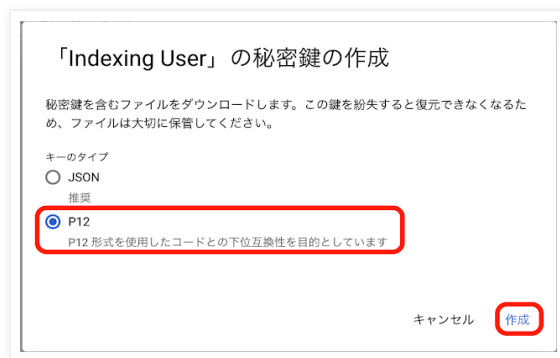 「Indexing User」の秘密鍵の作成
秘密鍵を含むファイルをダウンロードします。この鍵を紛失すると復元できなくなるた
め、ファイルは大切に保管してください。
キーのタイプ
JSON
推奨
P12
P12 形式を使用したコードとの下位互換性を目的としています
キャンセル 作成